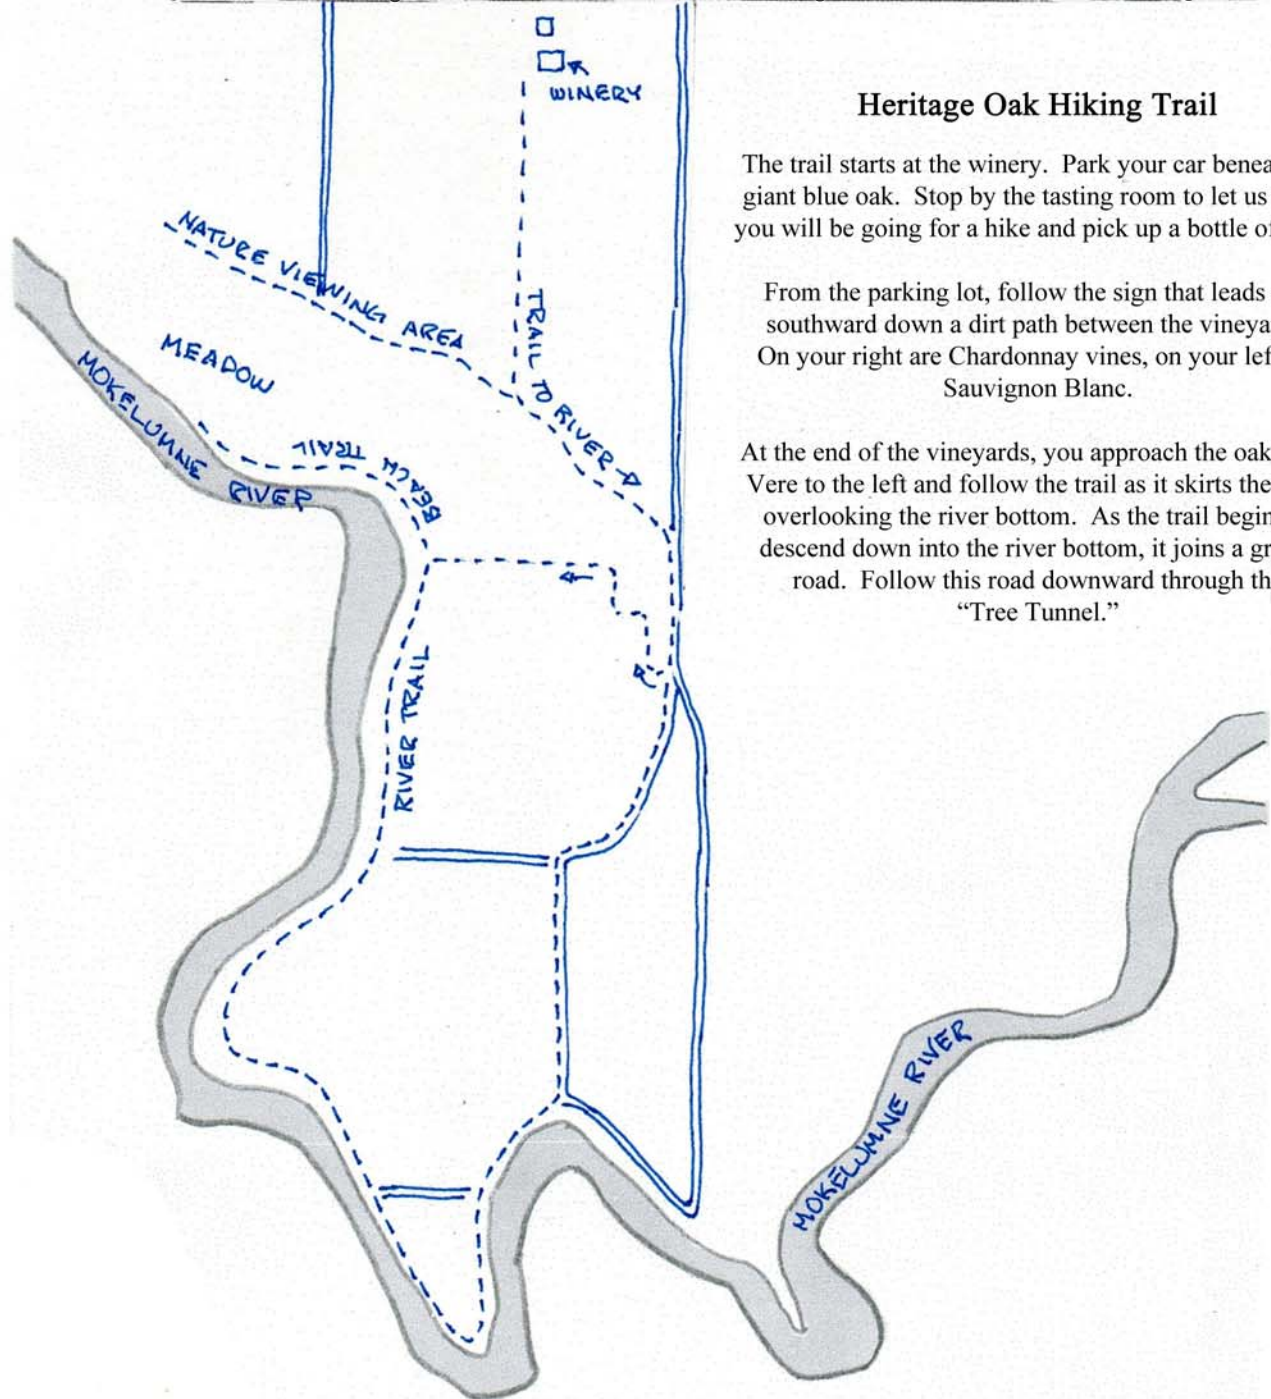 WINERY
Heritage Oak Hiking Trail
The trail starts at the winery. Park your car
giant blue oak. Stop by the tasting room to let us
you will be going for a hike and pick up a bottle
From the parking lot, follow the sign that leads
southward down a dirt path between the
On your right are Chardonnay vines, on your
Sauvignon Blanc.
At the end of the vineyards, you approach the oak
Vere to the left and follow the trail as it skirts the
overlooking the river bottom. As the trail
descend down into the river bottom, it joins a
road. Follow this road downward through
“Tree Tunnel.”
NATURE VIEWING AREA
TRAIL TO RIVER
MEADOW
MOKELUMNE RIVER
BEACH TRAIL
RIVER TRAIL
MOKELUMNE RIVER